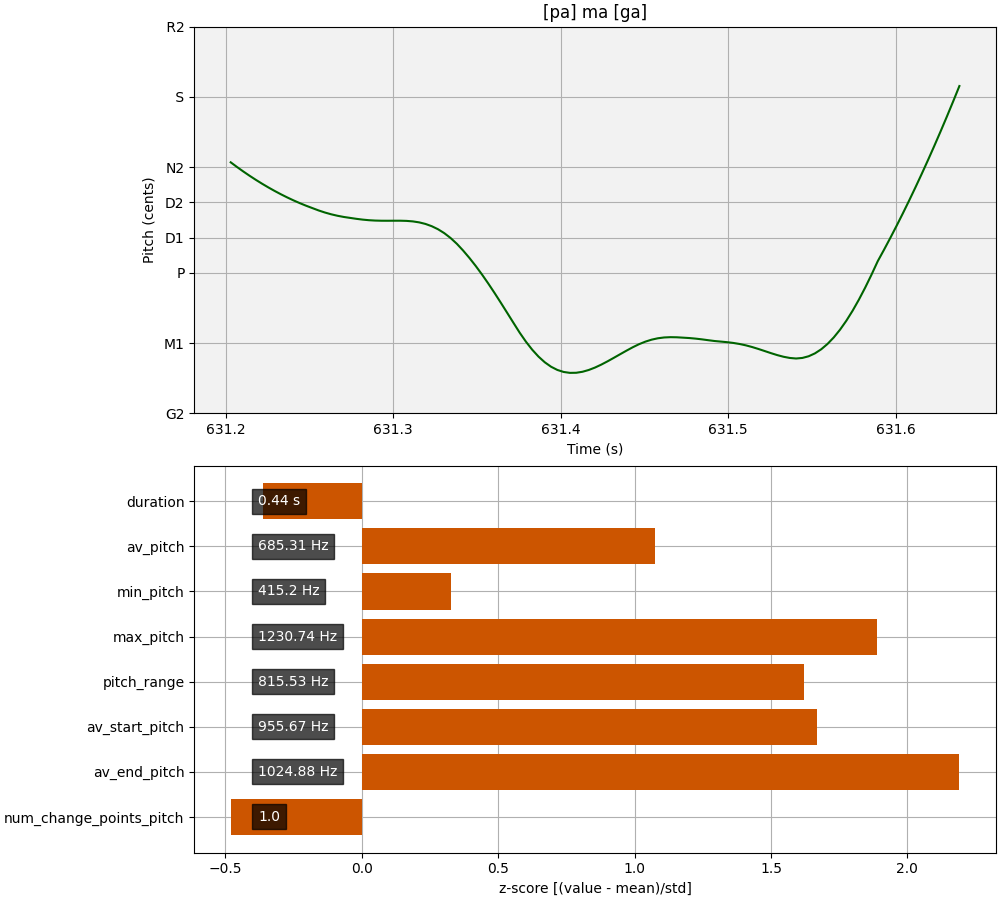 [pa] ma [ga]
R2
S
N2
D2
D1
P
M1
G2
Pitch (cents)
631.2 631.3 631.4 631.5 631.6
Time (s)
duration 0.44 s
av_pitch 685.31 Hz
min_pitch 415.2 Hz
max_pitch 1230.74 Hz
pitch_range 815.53 Hz
av_start_pitch 955.67 Hz
av_end_pitch 1024.88 Hz
num_change_points_pitch 1.0
−0.5 0.0 0.5 1.0 1.5 2.0
z-score [(value - mean)/std]